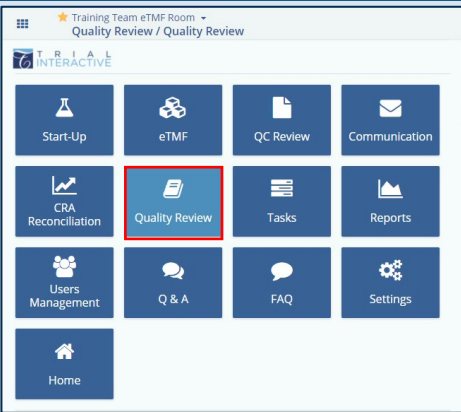 Training Team eTMF Room
Quality Review / Quality Review
TRIAL
INTERACTIVE
Start-Up
eTMF
QC Review
Communication
CRA
Reconciliation
Quality Review
Tasks
Reports
Users
Management
Q & A
FAQ
Settings
Home